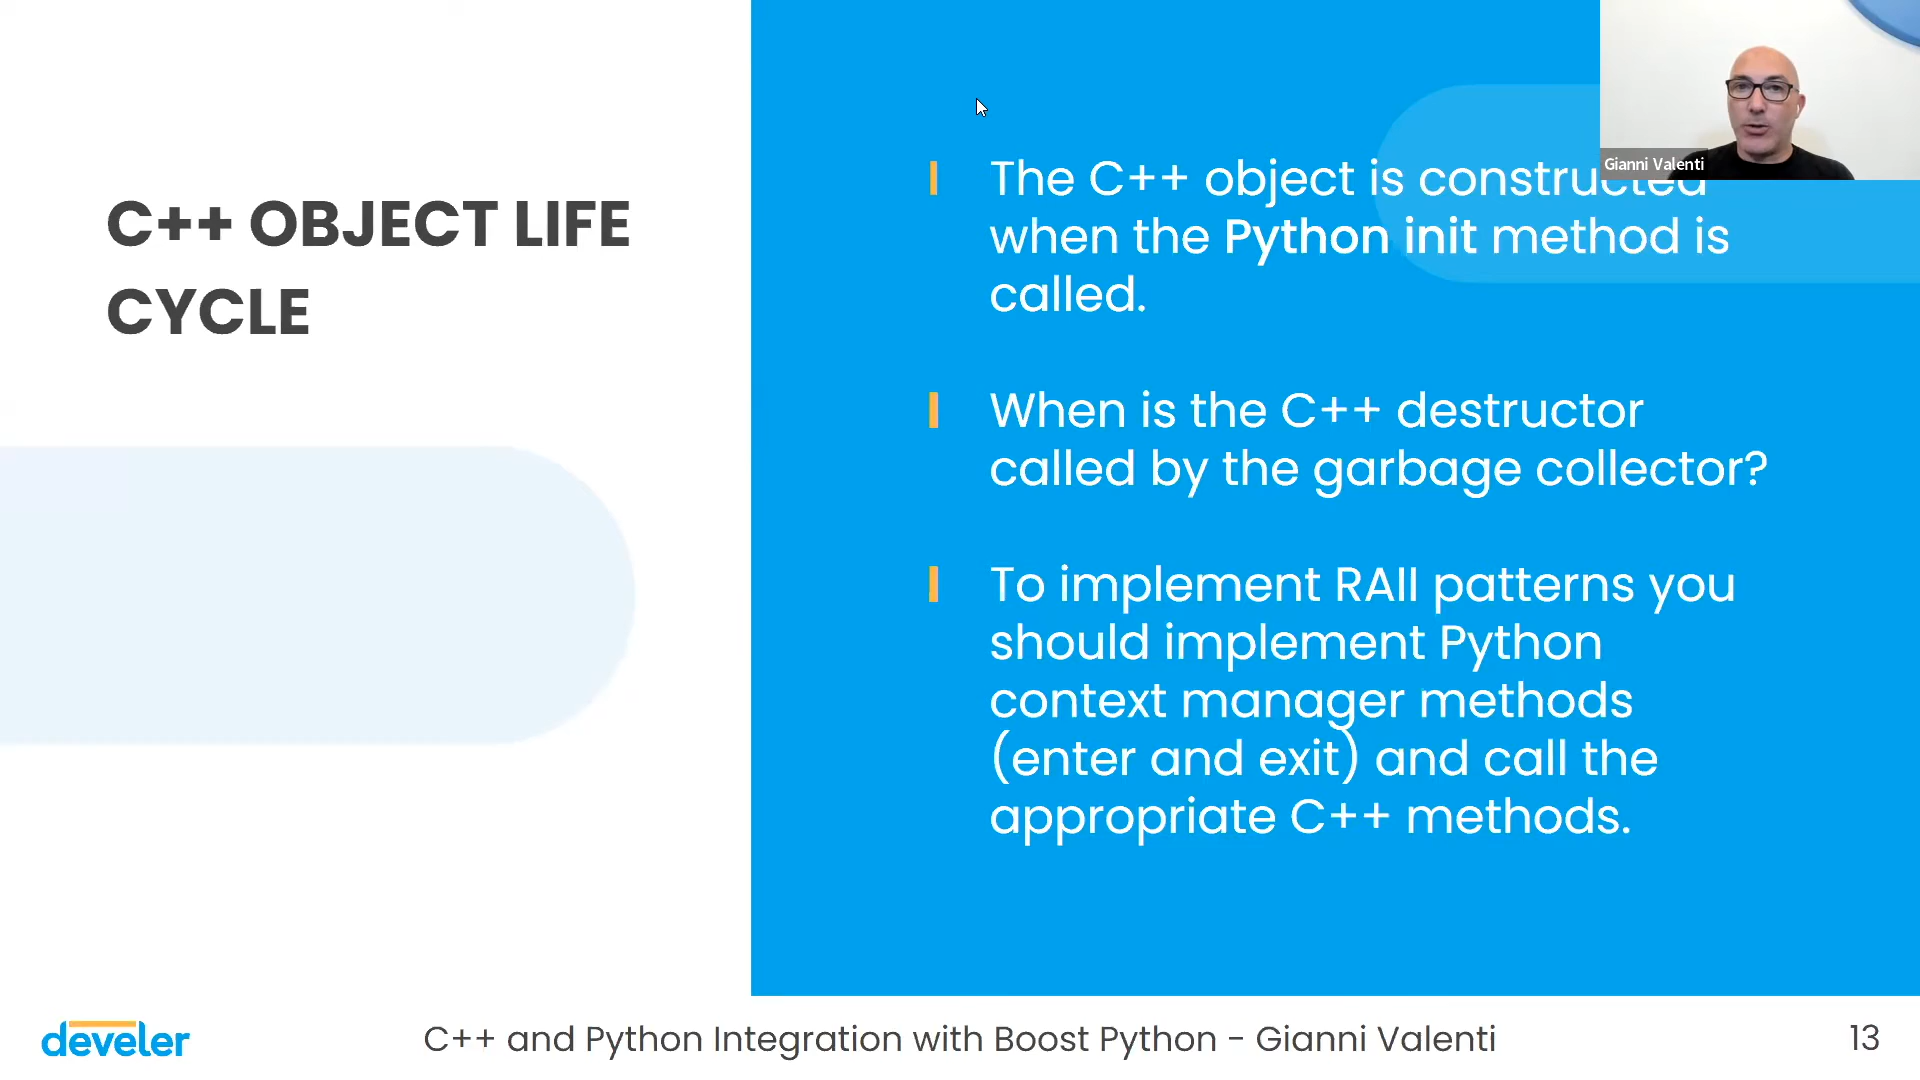 C++ OBJECT LIFE
CYCLE
The C++ object is constructed
when the Python init method is
called.
When is the C++ destructor
called by the garbage collector?
To implement RAII patterns you
should implement Python
context manager methods
(enter and exit) and call the
appropriate C++ methods.
Gianni Valenti
develer
C++ and Python Integration with Boost Python - Gianni Valenti
13